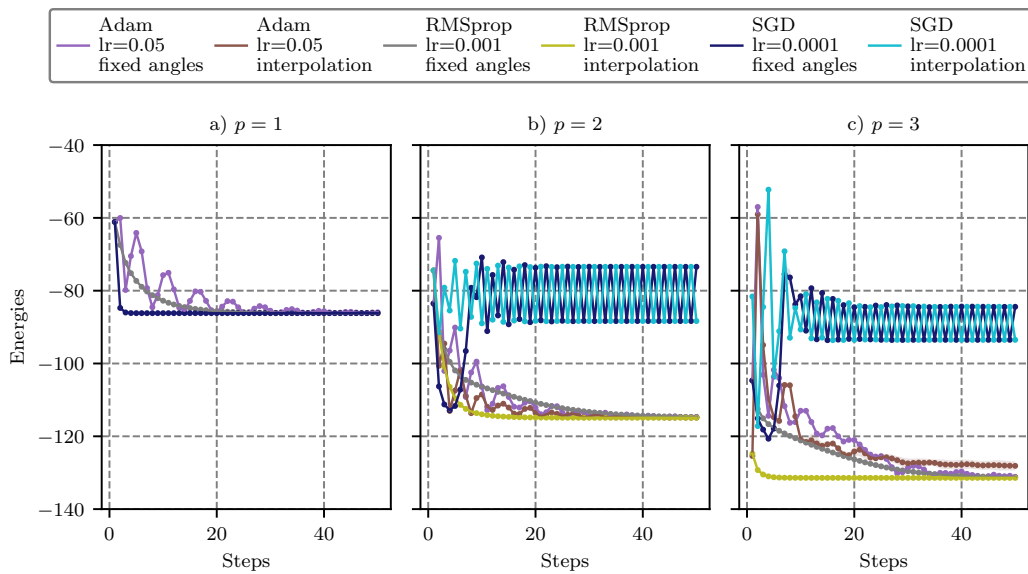 Adam
lr=0.05
fixed angles
Adam
lr=0.05
interpolation
RMSprop
lr=0.001
fixed angles
RMSprop
lr=0.001
interpolation
SGD
lr=0.0001
fixed angles
SGD
lr=0.0001
interpolation
a) p = 1
b) p = 2
c) p = 3
Energies
−40
−60
−80
−100
−120
−140
0
20
40
0
20
40
0
20
40
Steps
Steps
Steps